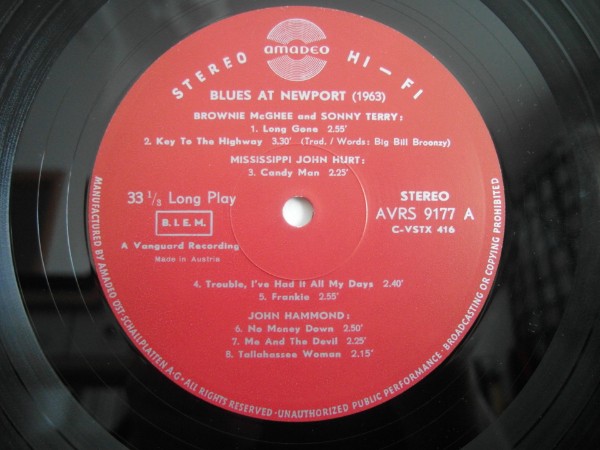 amadeo
STEREO HI-FI
BLUES AT NEWPORT (1963)
BROWNIE McGHEE and SONNY TERRY:
1. Long Gone 2.55'
2. Key To The Highway 3.30' (Trad. / Words: Big Bill Broonzy)
MISSISSIPPI JOHN HURT:
3. Candy Man 2.25'
33 1/3 Long Play
STEREO
B.I.E.M.
AVRS 9177 A
C-VSTX 416
A Vanguard Recording
Made in Austria
4. Trouble, I've Had it All My Days 2.40'
5. Frankie 2.55'
JOHN HAMMOND:
6. No Money Down 2.50'
7. Me And The Devil 2.25'
8. Tallahassee Woman 2.15'
MANUFACTURED BY AMADEO ÖST. SCHALLPLATTEN A-G · ALL RIGHTS RESERVED · UNAUTHORIZED PUBLIC PERFORMANCE · BROADCASTING OR COPYING PROHIBITED